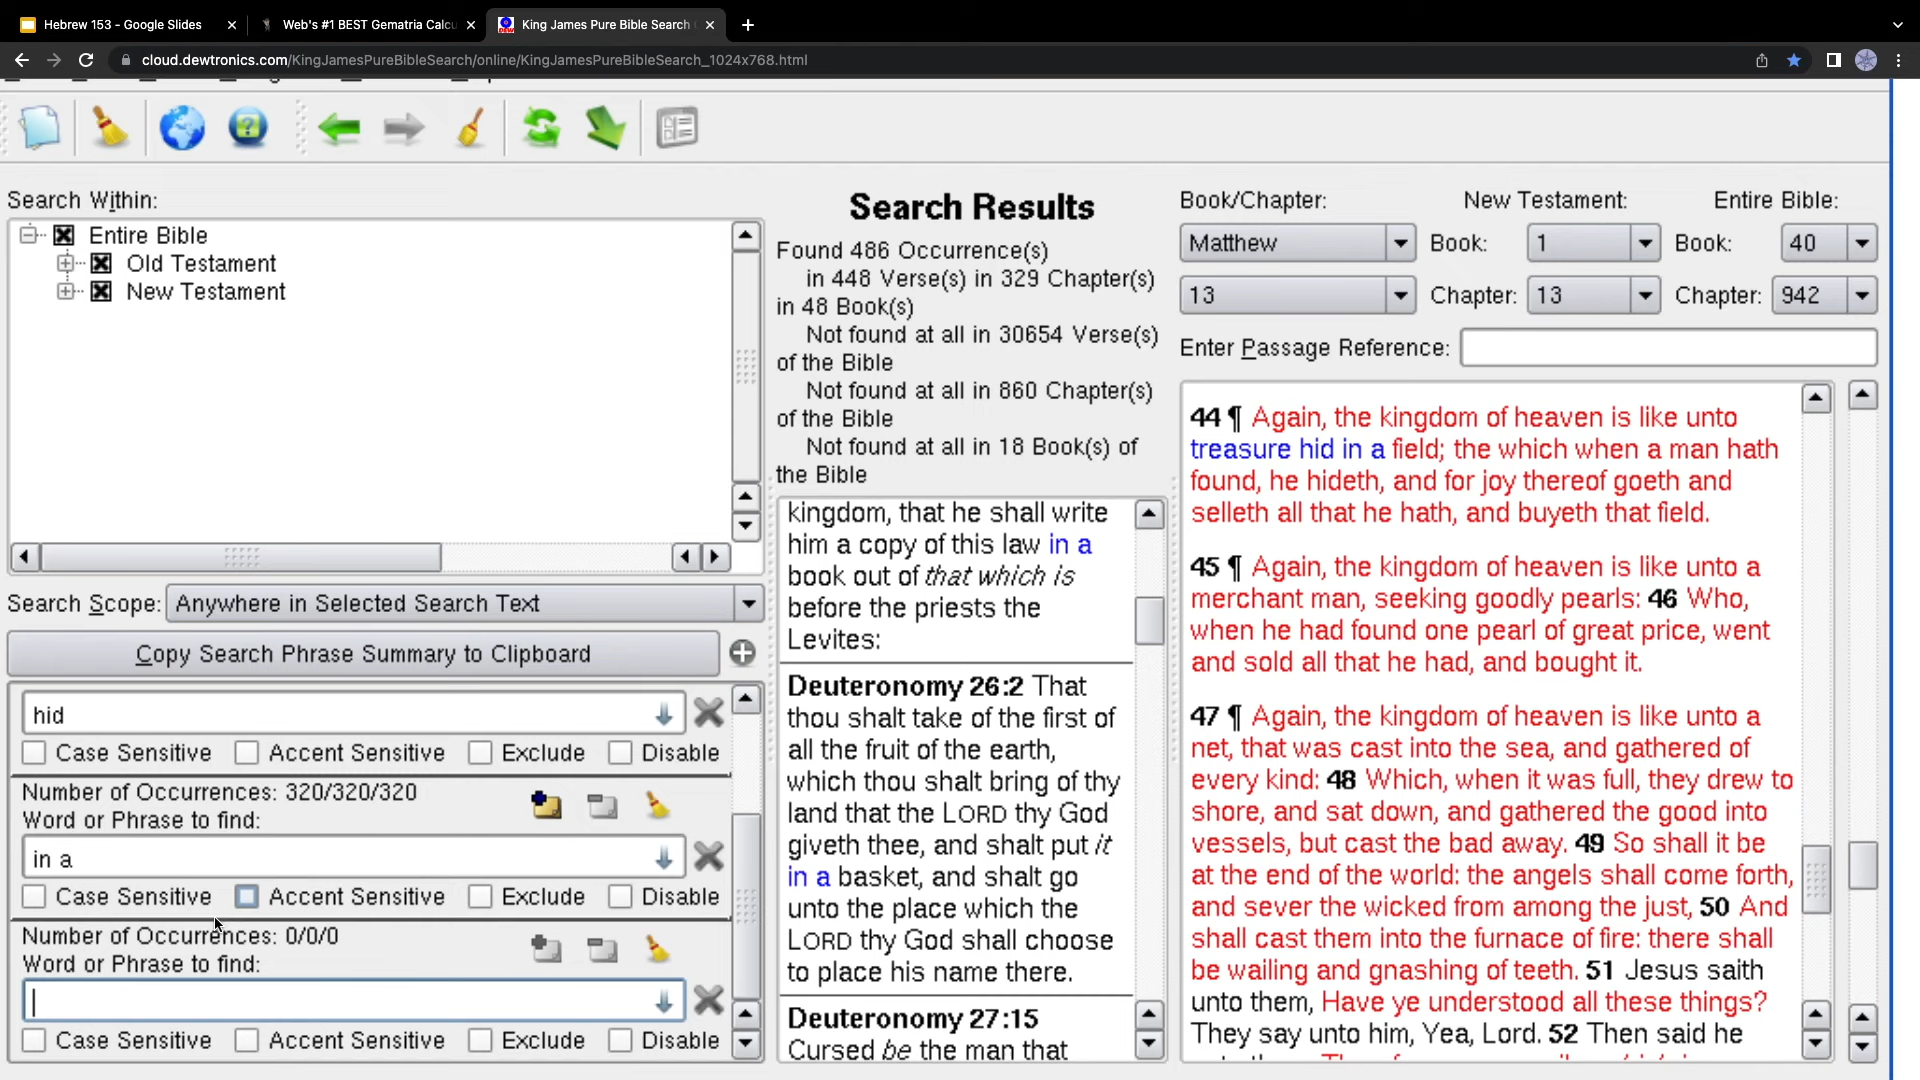 Hebrew 153 - Google Slides
Web's #1 BEST Gematria Calcu
King James Pure Bible Search
cloud.dewtronics.com/KingJamesPureBibleSearch/online/KingJamesPureBibleSearch_1024x768.html
Search Within:
Entire Bible
Old Testament
New Testament
Search Scope: Anywhere in Selected Search Text
Copy Search Phrase Summary to Clipboard
hid
Case Sensitive Accent Sensitive Exclude Disable
Number of Occurrences: 320/320/320
Word or Phrase to find:
in a
Case Sensitive Accent Sensitive Exclude Disable
Number of Occurrences: 0/0/0
Word or Phrase to find:
Case Sensitive Accent Sensitive Exclude Disable
Search Results
Found 486 Occurrence(s)
in 448 Verse(s) in 329 Chapter(s)
in 48 Book(s)
Not found at all in 30654 Verse(s)
of the Bible
Not found at all in 860 Chapter(s)
of the Bible
Not found at all in 18 Book(s) of
the Bible
kingdom, that he shall write
him a copy of this law in a
book out of that which is
before the priests the
Levites:
Deuteronomy 26:2 That
thou shalt take of the first of
all the fruit of the earth,
which thou shalt bring of thy
land that the LORD thy God
giveth thee, and shalt put it
in a basket, and shalt go
unto the place which the
LORD thy God shall choose
to place his name there.
Deuteronomy 27:15
Cursed be the man that
Book/Chapter: New Testament: Entire Bible:
Matthew Book: 1 Book: 40
13 Chapter: 13 Chapter: 942
Enter Passage Reference:
44 ¶ Again, the kingdom of heaven is like unto
treasure hid in a field; the which when a man hath
found, he hideth, and for joy thereof goeth and
selleth all that he hath, and buyeth that field.
45 ¶ Again, the kingdom of heaven is like unto a
merchant man, seeking goodly pearls: 46 Who,
when he had found one pearl of great price, went
and sold all that he had, and bought it.
47 ¶ Again, the kingdom of heaven is like unto a
net, that was cast into the sea, and gathered of
every kind: 48 Which, when it was full, they drew to
shore, and sat down, and gathered the good into
vessels, but cast the bad away. 49 So shall it be
at the end of the world: the angels shall come forth,
and sever the wicked from among the just, 50 And
shall cast them into the furnace of fire: there shall
be wailing and gnashing of teeth. 51 Jesus saith
unto them, Have ye understood all these things?
They say unto him, Yea, Lord. 52 Then said he